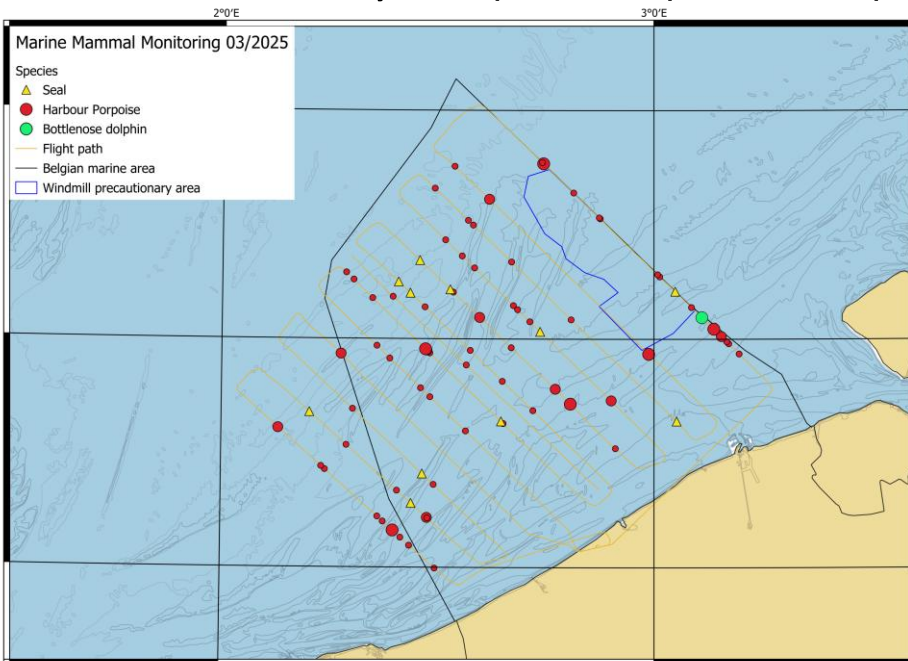 2°0'E
3°0'E
Marine Mammal Monitoring 03/2025
Species
Seal
Harbour Porpoise
Bottlenose dolphin
Flight path
Belgian marine area
Windmill precautionary area